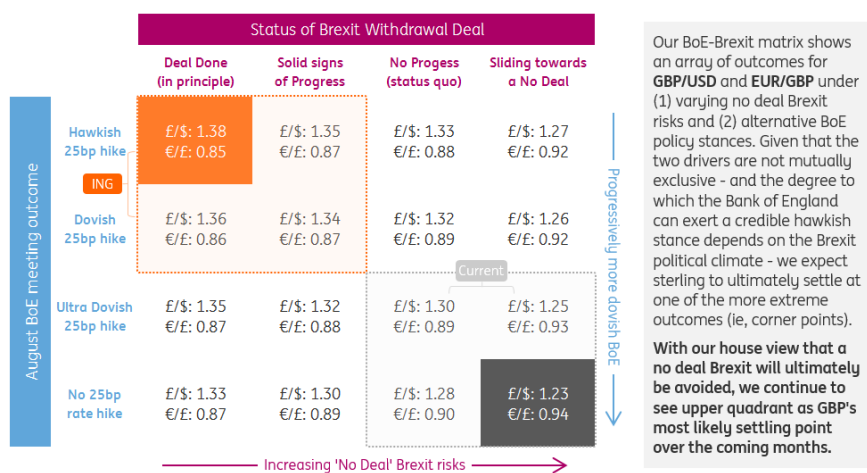 Status of Brexit Withdrawal Deal
Deal Done
(in principle)
Solid signs
of Progress
No Progess
(status quo)
Sliding towards
a No Deal
August BoE meeting outcome
Hawkish
25bp hike
£/$: 1.38
€/£: 0.85
£/$: 1.35
€/£: 0.87
£/$: 1.33
€/£: 0.88
£/$: 1.27
€/£: 0.92
ING
Dovish
25bp hike
£/$: 1.36
€/£: 0.86
£/$: 1.34
€/£: 0.87
£/$: 1.32
€/£: 0.89
£/$: 1.26
€/£: 0.92
Current
Ultra Dovish
25bp hike
£/$: 1.35
€/£: 0.87
£/$: 1.32
€/£: 0.88
£/$: 1.30
€/£: 0.89
£/$: 1.25
€/£: 0.93
No 25bp
rate hike
£/$: 1.33
€/£: 0.87
£/$: 1.30
€/£: 0.89
£/$: 1.28
€/£: 0.90
£/$: 1.23
€/£: 0.94
Progressively more dovish BoE
Increasing 'No Deal' Brexit risks
Our BoE-Brexit matrix shows
an array of outcomes for
GBP/USD and EUR/GBP under
(1) varying no deal Brexit
risks and (2) alternative BoE
policy stances. Given that the
two drivers are not mutually
exclusive - and the degree to
which the Bank of England
can exert a credible hawkish
stance depends on the Brexit
political climate - we expect
sterling to ultimately settle at
one of the more extreme
outcomes (ie, corner points).
With our house view that a
no deal Brexit will ultimately
be avoided, we continue to
see upper quadrant as GBP's
most likely settling point
over the coming months.